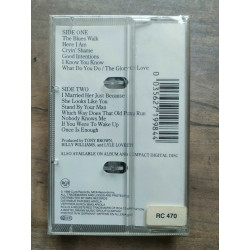 SIDE ONE
The Blues Walk
Here I Am
Cryin' Shame
Good Intentions
I Know You Know
What Do You Do / The Glory Of Love
SIDE TWO
I Married Her Just Because
She Looks Like You
Stand By Your Man
Which Way Does That Old Pony Run
Nobody Knows Me
If You Were To Wake Up
Once Is Enough
Produced by TONY BROWN,
BILLY WILLIAMS, and LYLE LOVETT
ALSO AVAILABLE ON ALBUM AND COMPACT DIGITAL DISC
RC 470